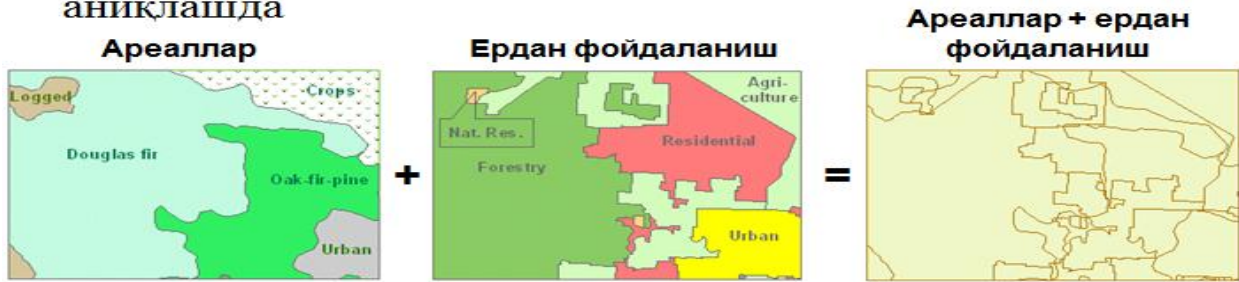 аниқлашда
Ареаллар
Logged
Crops
Douglas fir
Oak-fir-pine
Urban
+
Ердан фойдаланиш
Agri-
culture
Nat. Res.
Residential
Forestry
Urban
=
Ареаллар + ердан
фойдаланиш